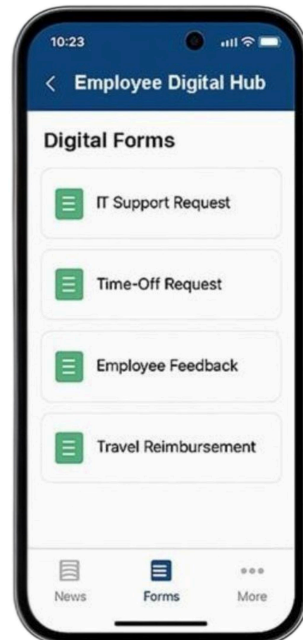 10:23
Employee Digital Hub
Digital Forms
IT Support Request
Time-Off Request
Employee Feedback
Travel Reimbursement
News
Forms
More